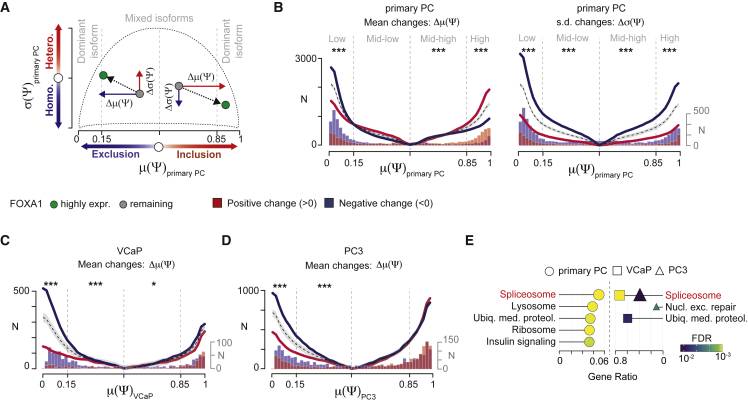 A
Mixed isoforms
Dominant isoform
Dominant isoform
Hetero.
Homo.
σ(Ψ)primary PC
Δμ(Ψ)
Δσ(Ψ)
Δσ(Ψ)
Δμ(Ψ)
0 0.15 0.85 1
Exclusion Inclusion
μ(Ψ)primary PC
FOXA1 highly expr. remaining
B
primary PC
Mean changes: Δμ(Ψ)
Low Mid-low Mid-high High
*** ***
3000
N
0
0 0.15 0.85 1
μ(Ψ)primary PC
primary PC
s.d. changes: Δσ(Ψ)
Low Mid-low Mid-high High
*** *** *** ***
500
N
0
0 0.15 0.85 1
μ(Ψ)primary PC
Positive change (>0) Negative change (<0)
C
VCaP
Mean changes: Δμ(Ψ)
*** *** *
500
N
0
100
N
0
0 0.15 0.85 1
μ(Ψ)VCaP
D
PC3
Mean changes: Δμ(Ψ)
*** ***
1000
N
0
150
N
0
0 0.15 0.85 1
μ(Ψ)PC3
E
primary PC VCaP PC3
Spliceosome Spliceosome
Lysosome Nucl. exc. repair
Ubiq. med. proteol. Ubiq. med. proteol.
Ribosome
Insulin signaling
FDR
10⁻² 10⁻³
0 0.06 0.8 0
Gene Ratio